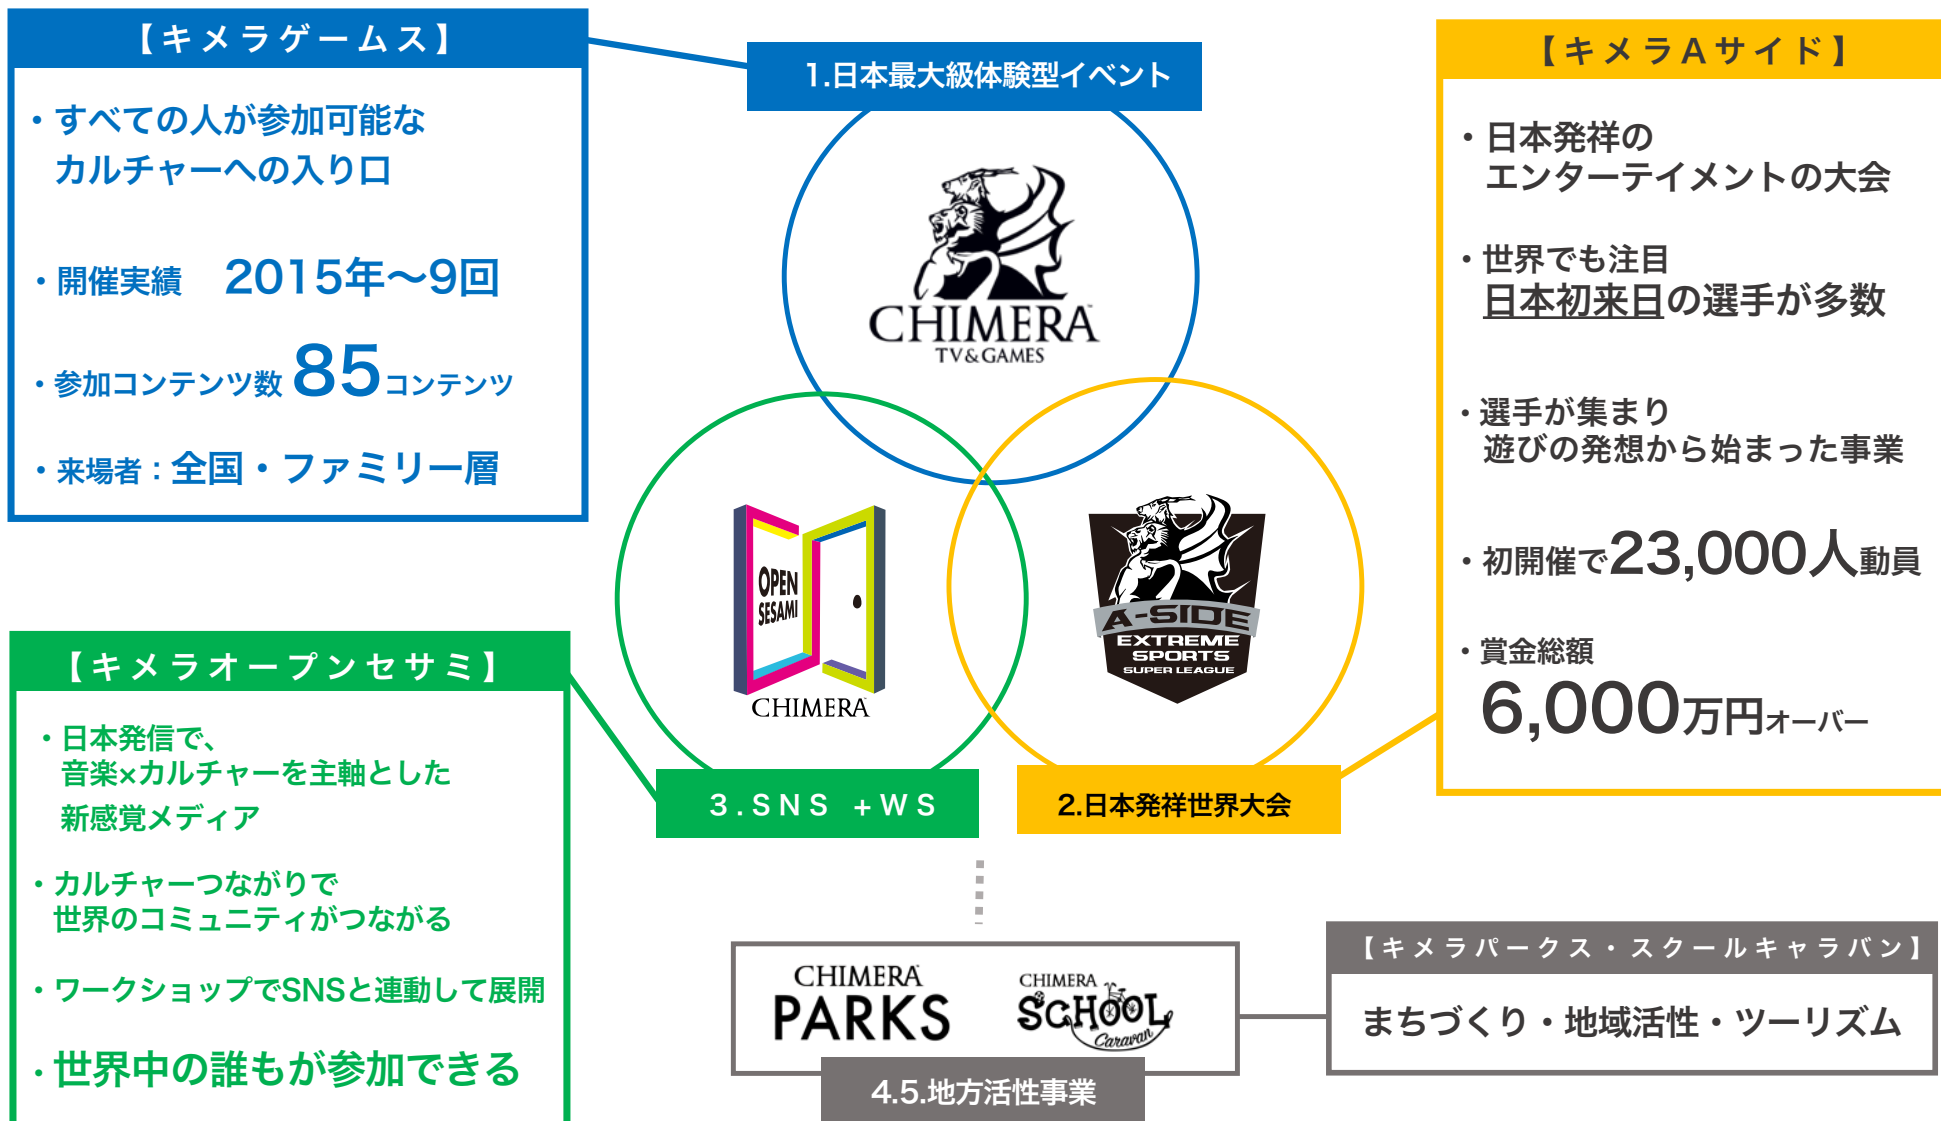 【キメラゲームス】
・すべての人が参加可能な
カルチャーへの入り口
・開催実績 2015年〜9回
・参加コンテンツ数 85コンテンツ
・来場者：全国・ファミリー層
1.日本最大級体験型イベント
CHIMERA
TV&GAMES
【キメラAサイド】
・日本発祥の
エンターテイメントの大会
・世界でも注目
日本初来日の選手が多数
・選手が集まり
遊びの発想から始まった事業
・初開催で23,000人動員
・賞金総額
6,000万円オーバー
OPEN
SESAMI
CHIMERA
A-SIDE
EXTREME
SPORTS
SUPER LEAGUE
3.SNS +WS
2.日本発祥世界大会
【キメラオープンセサミ】
・日本発信で、
音楽×カルチャーを主軸とした
新感覚メディア
・カルチャーつながりで
世界のコミュニティがつながる
・ワークショップでSNSと連動して展開
・世界中の誰もが参加できる
CHIMERA
PARKS
CHIMERA
SCHOOL
Caravan
4.5.地方活性事業
【キメラパークス・スクールキャラバン】
まちづくり・地域活性・ツーリズム